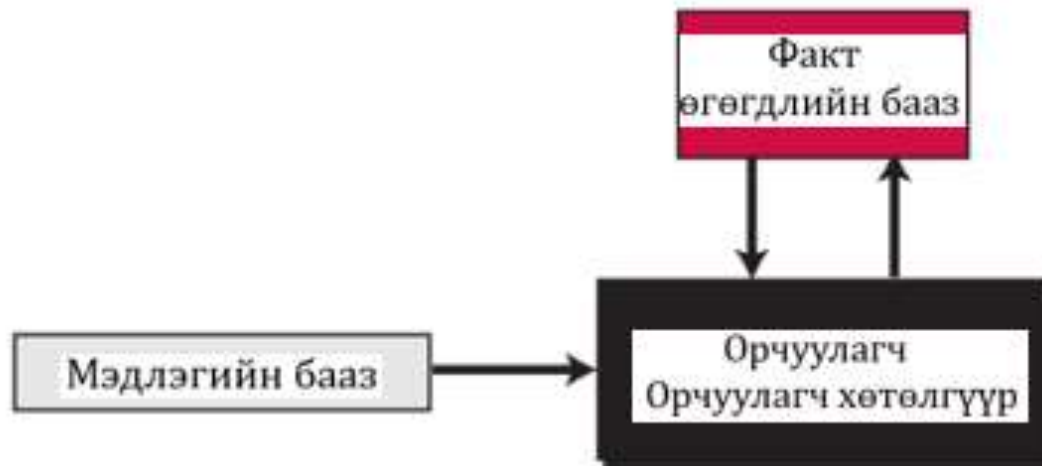 Факт
өгөгдлийн бааз
Мэдлэгийн бааз
Орчуулагч
Орчуулагч хөтөлгүүр